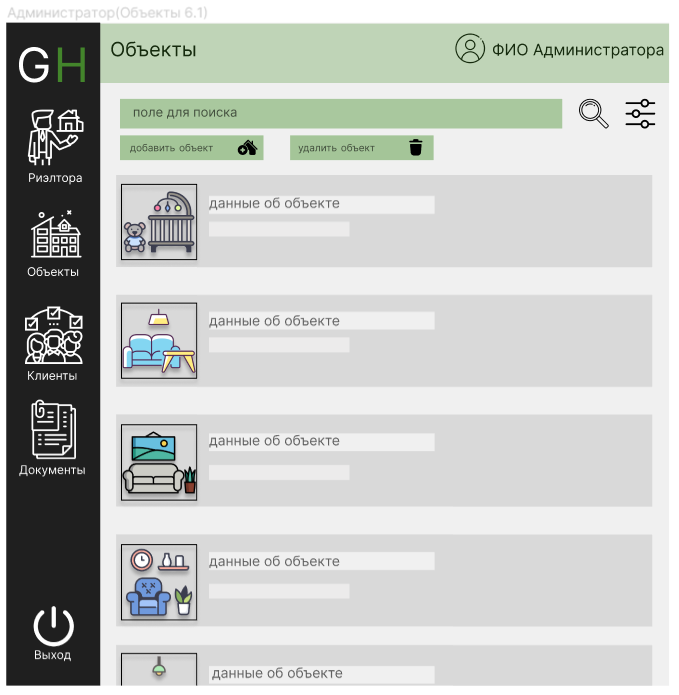 Администратор(Объекты 6.1)
GH
Объекты
ФИО Администратора
поле для поиска
добавить объект
удалить объект
Риэлтора
Объекты
Клиенты
Документы
Выход
данные об объекте
данные об объекте
данные об объекте
данные об объекте
данные об объекте